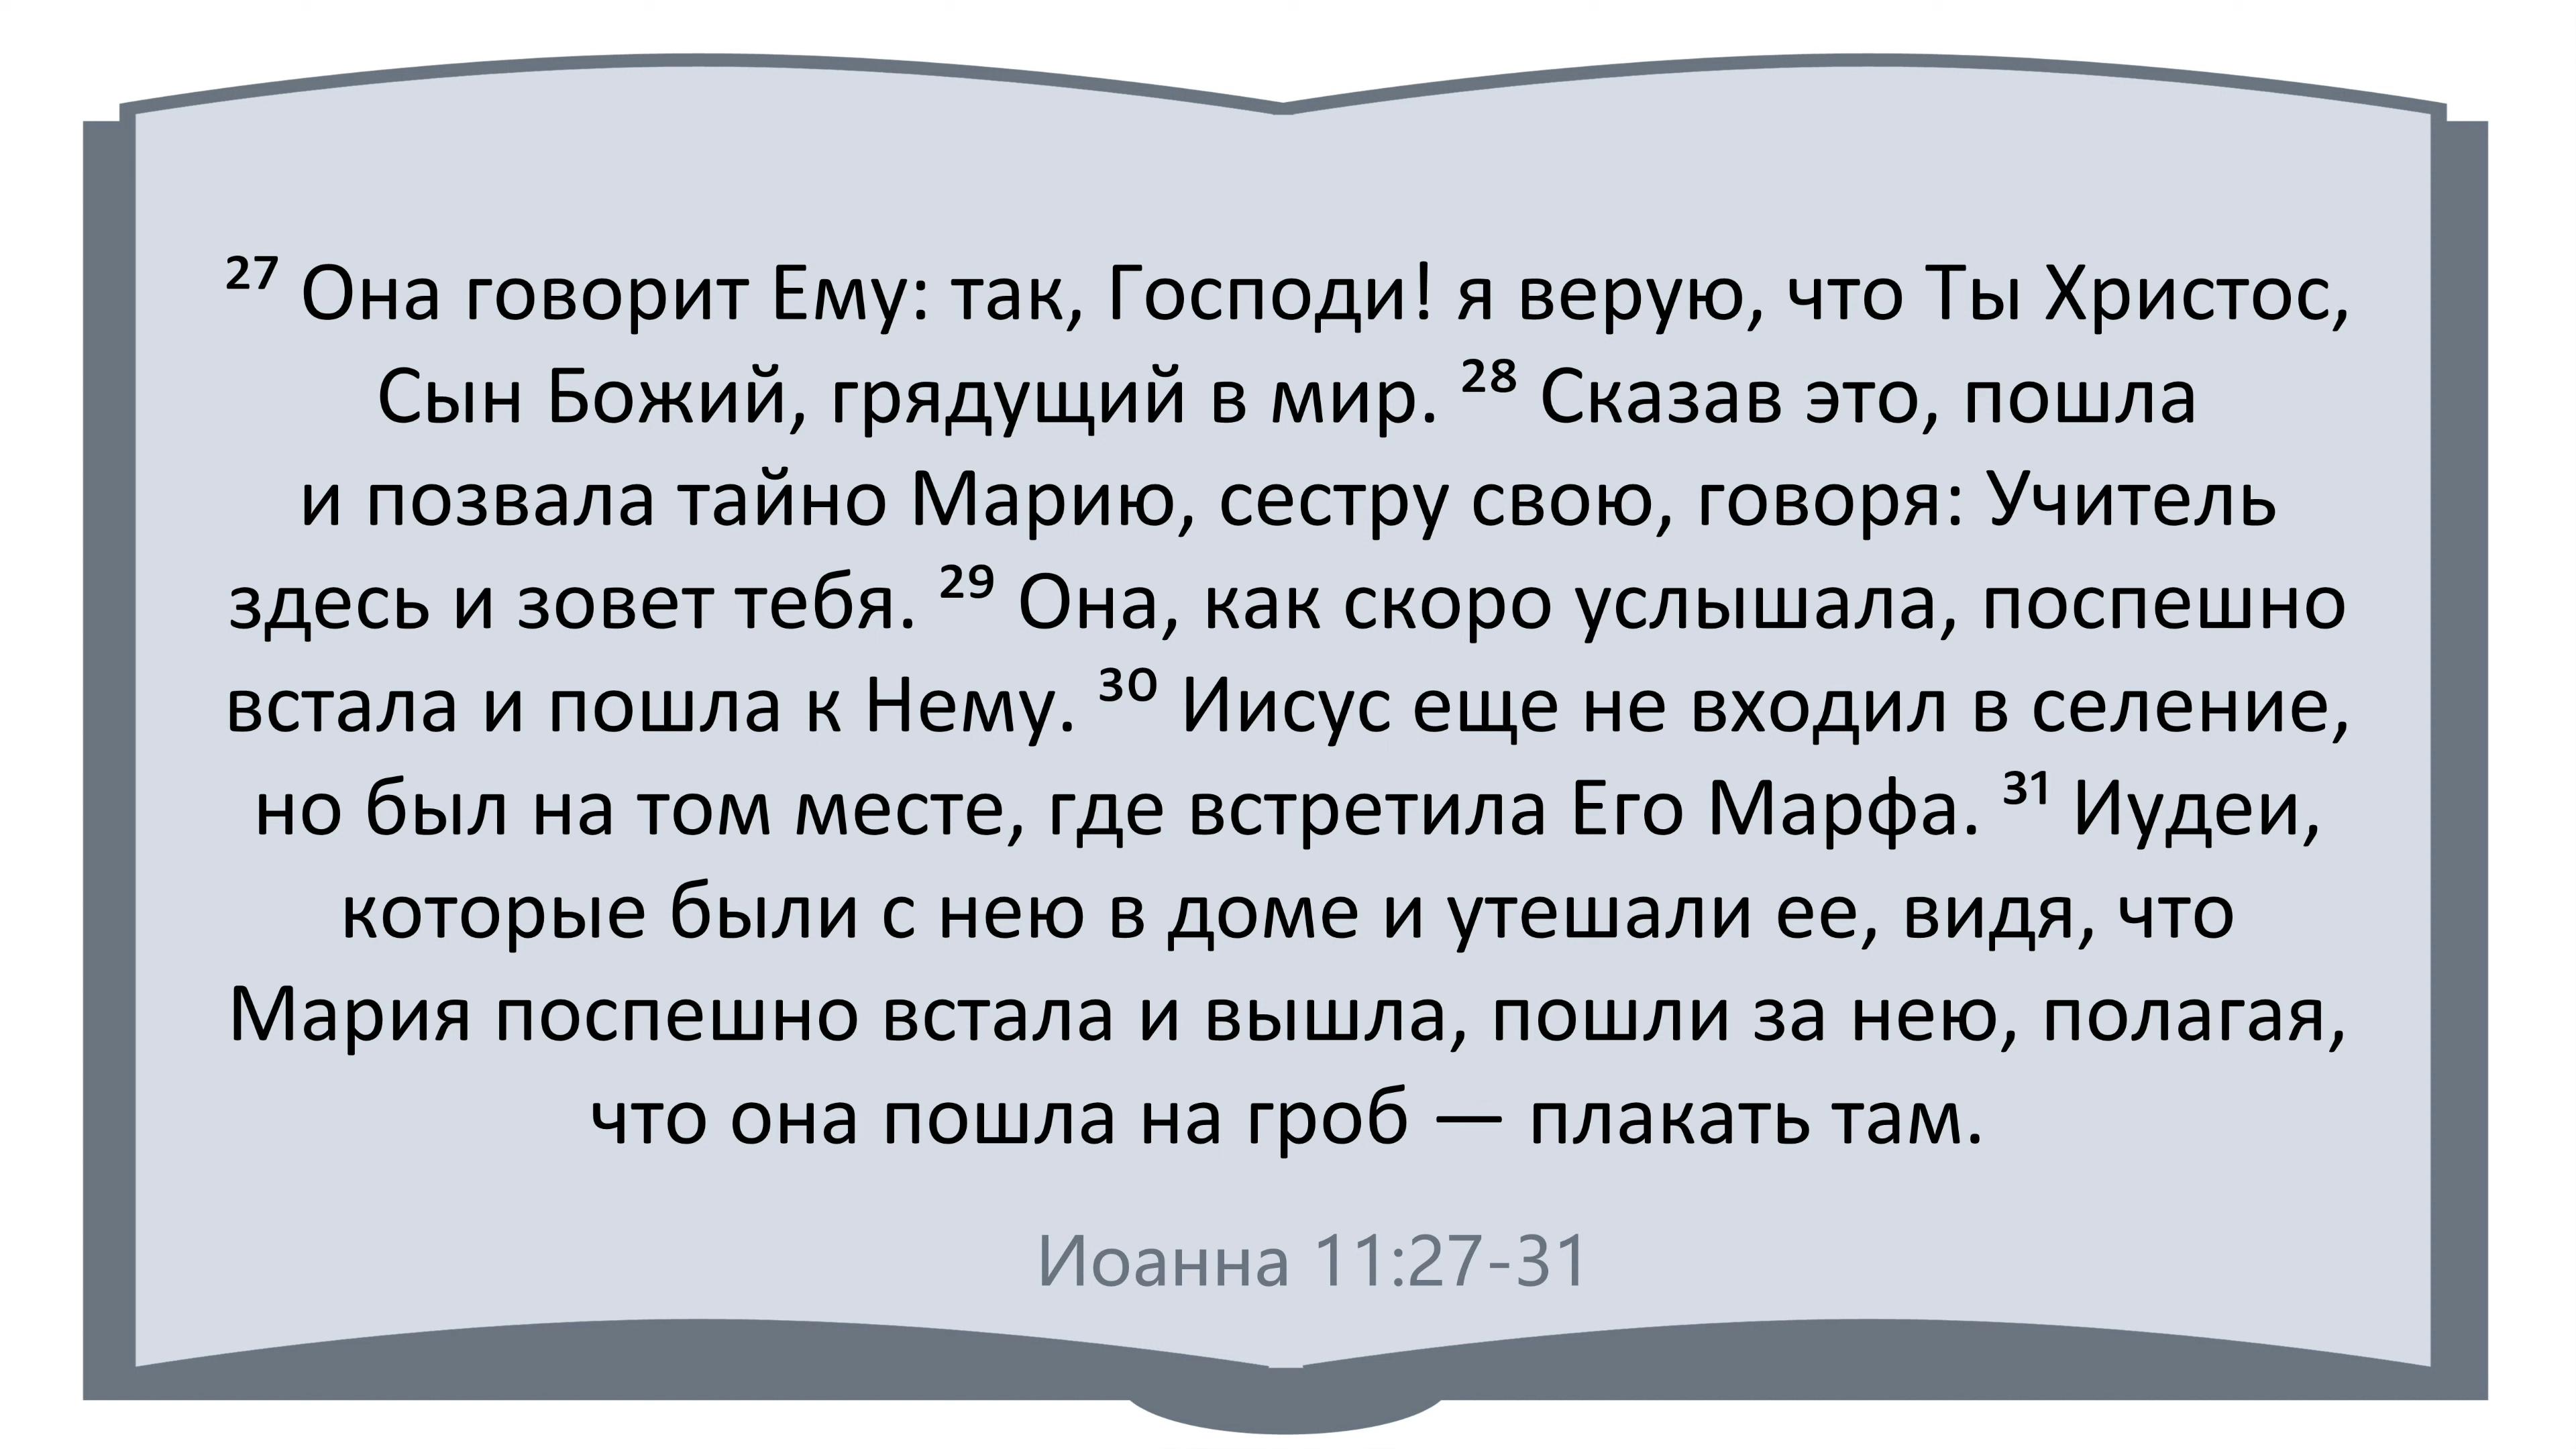 ²⁷ Она говорит Ему: так, Господи! я верую, что Ты Христос,
Сын Божий, грядущий в мир. ²⁸ Сказав это, пошла
и позвала тайно Марию, сестру свою, говоря: Учитель
здесь и зовет тебя. ²⁹ Она, как скоро услышала, поспешно
встала и пошла к Нему. ³⁰ Иисус еще не входил в селение,
но был на том месте, где встретила Его Марфа. ³¹ Иудеи,
которые были с нею в доме и утешали ее, видя, что
Мария поспешно встала и вышла, пошли за нею, полагая,
что она пошла на гроб — плакать там.
Иоанна 11:27-31